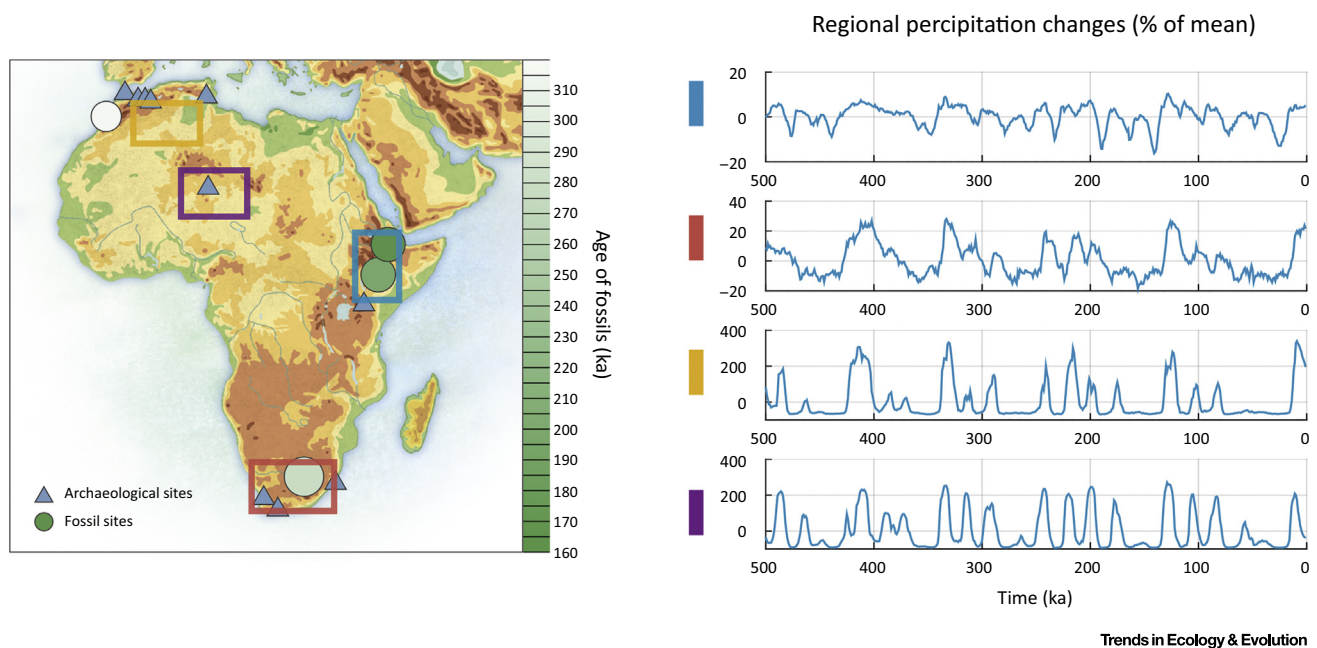 Regional percipitation changes (% of mean)
310
300
290
280
270
260
250
240
230
220
210
200
190
180
170
160
Age of fossils (ka)
Archaeological sites
Fossil sites
20
0
−20
500 400 300 200 100 0
40
20
0
−20
500 400 300 200 100 0
400
200
0
500 400 300 200 100 0
400
200
0
500 400 300 200 100 0
Time (ka)
Trends in Ecology & Evolution